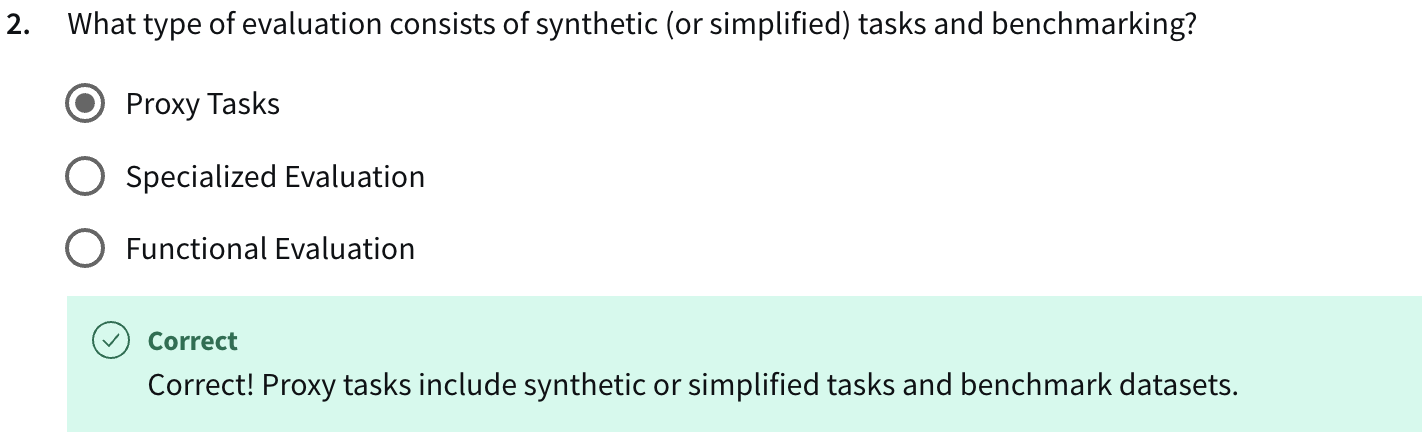 2. What type of evaluation consists of synthetic (or simplified) tasks and benchmarking?
Proxy Tasks
Specialized Evaluation
Functional Evaluation
Correct
Correct! Proxy tasks include synthetic or simplified tasks and benchmark datasets.